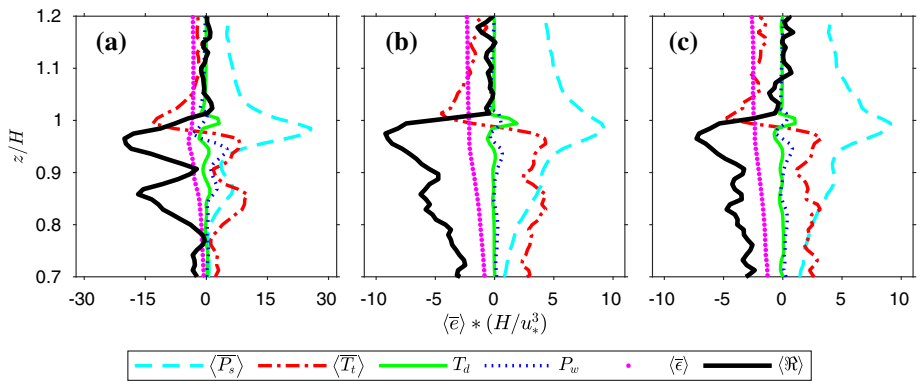 (a) (b) (c)
1.2
1.1
1
0.9
0.8
0.7
z/H
-30 -15 0 15 30
-10 -5 0 5 10
-10 -5 0 5 10
⟨e̅⟩ * (H/u_*^3)
⟨P̅_s⟩ ⟨T̅_t⟩ T_d P_w ⟨ϵ̅⟩ ⟨ℜ⟩